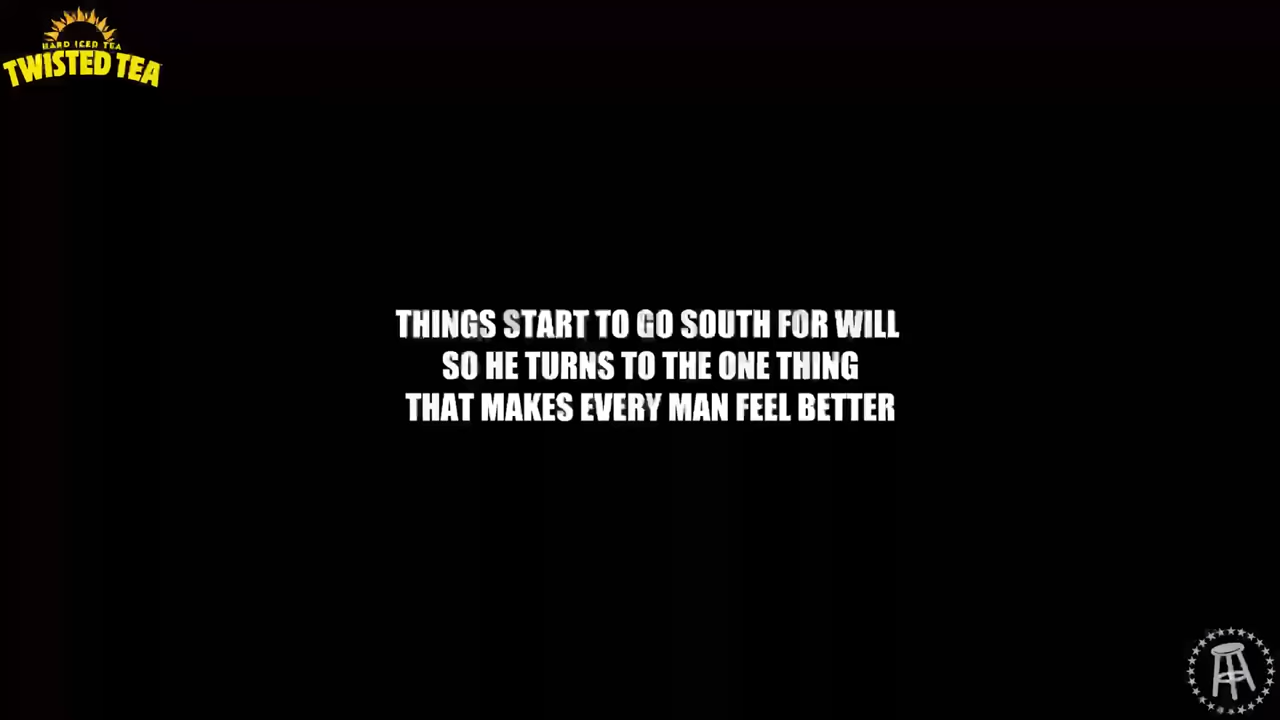 HARD ICED TEA
TWISTED TEA
THINGS START TO GO SOUTH FOR WILL
SO HE TURNS TO THE ONE THING
THAT MAKES EVERY MAN FEEL BETTER